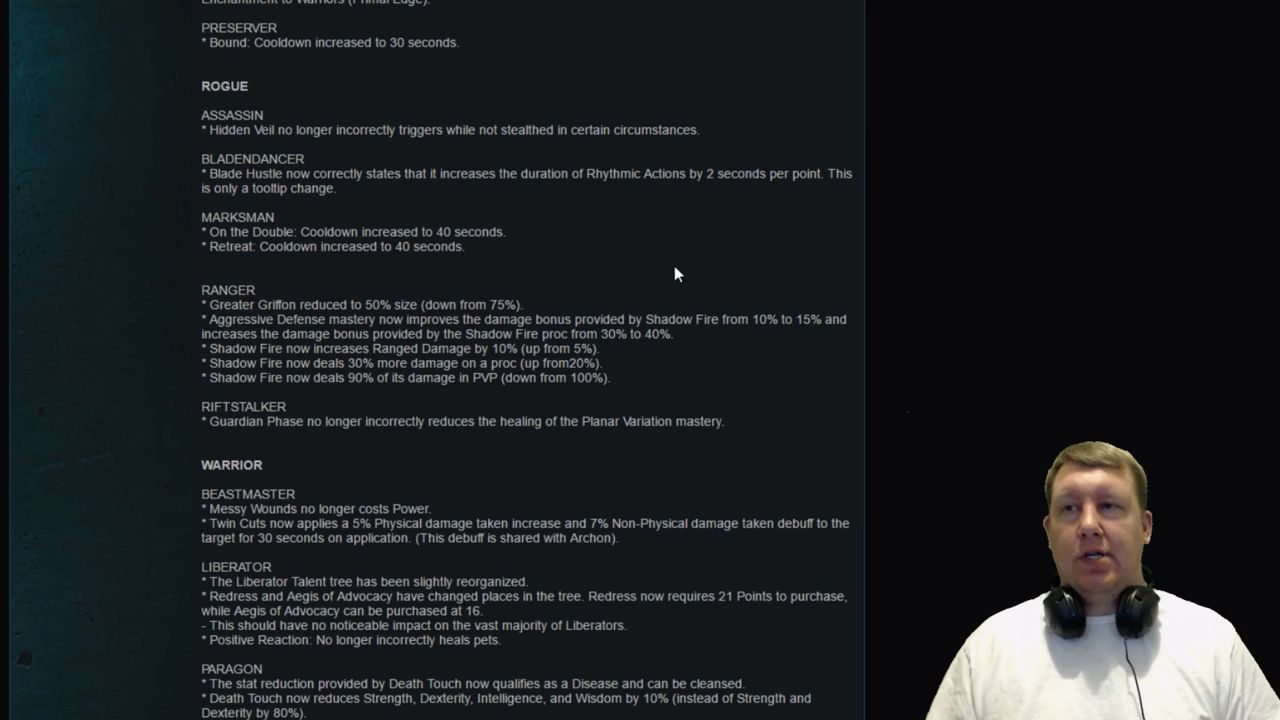 Enchantment to Warriors (Primal Edge).
PRESERVER
* Bound: Cooldown increased to 30 seconds.
ROGUE
ASSASSIN
* Hidden Veil no longer incorrectly triggers while not stealthed in certain circumstances.
BLADENDANCER
* Blade Hustle now correctly states that it increases the duration of Rhythmic Actions by 2 seconds per point. This
is only a tooltip change.
MARKSMAN
* On the Double: Cooldown increased to 40 seconds.
* Retreat: Cooldown increased to 40 seconds.
RANGER
* Greater Griffon reduced to 50% size (down from 75%).
* Aggressive Defense mastery now improves the damage bonus provided by Shadow Fire from 10% to 15% and
increases the damage bonus provided by the Shadow Fire proc from 30% to 40%.
* Shadow Fire now increases Ranged Damage by 10% (up from 5%).
* Shadow Fire now deals 30% more damage on a proc (up from20%).
* Shadow Fire now deals 90% of its damage in PVP (down from 100%).
RIFTSTALKER
* Guardian Phase no longer incorrectly reduces the healing of the Planar Variation mastery.
WARRIOR
BEASTMASTER
* Messy Wounds no longer costs Power.
* Twin Cuts now applies a 5% Physical damage taken increase and 7% Non-Physical damage taken debuff to the
target for 30 seconds on application. (This debuff is shared with Archon).
LIBERATOR
* The Liberator Talent tree has been slightly reorganized.
* Redress and Aegis of Advocacy have changed places in the tree. Redress now requires 21 Points to purchase,
while Aegis of Advocacy can be purchased at 16.
- This should have no noticeable impact on the vast majority of Liberators.
* Positive Reaction: No longer incorrectly heals pets.
PARAGON
* The stat reduction provided by Death Touch now qualifies as a Disease and can be cleansed.
* Death Touch now reduces Strength, Dexterity, Intelligence, and Wisdom by 10% (instead of Strength and
Dexterity by 80%).